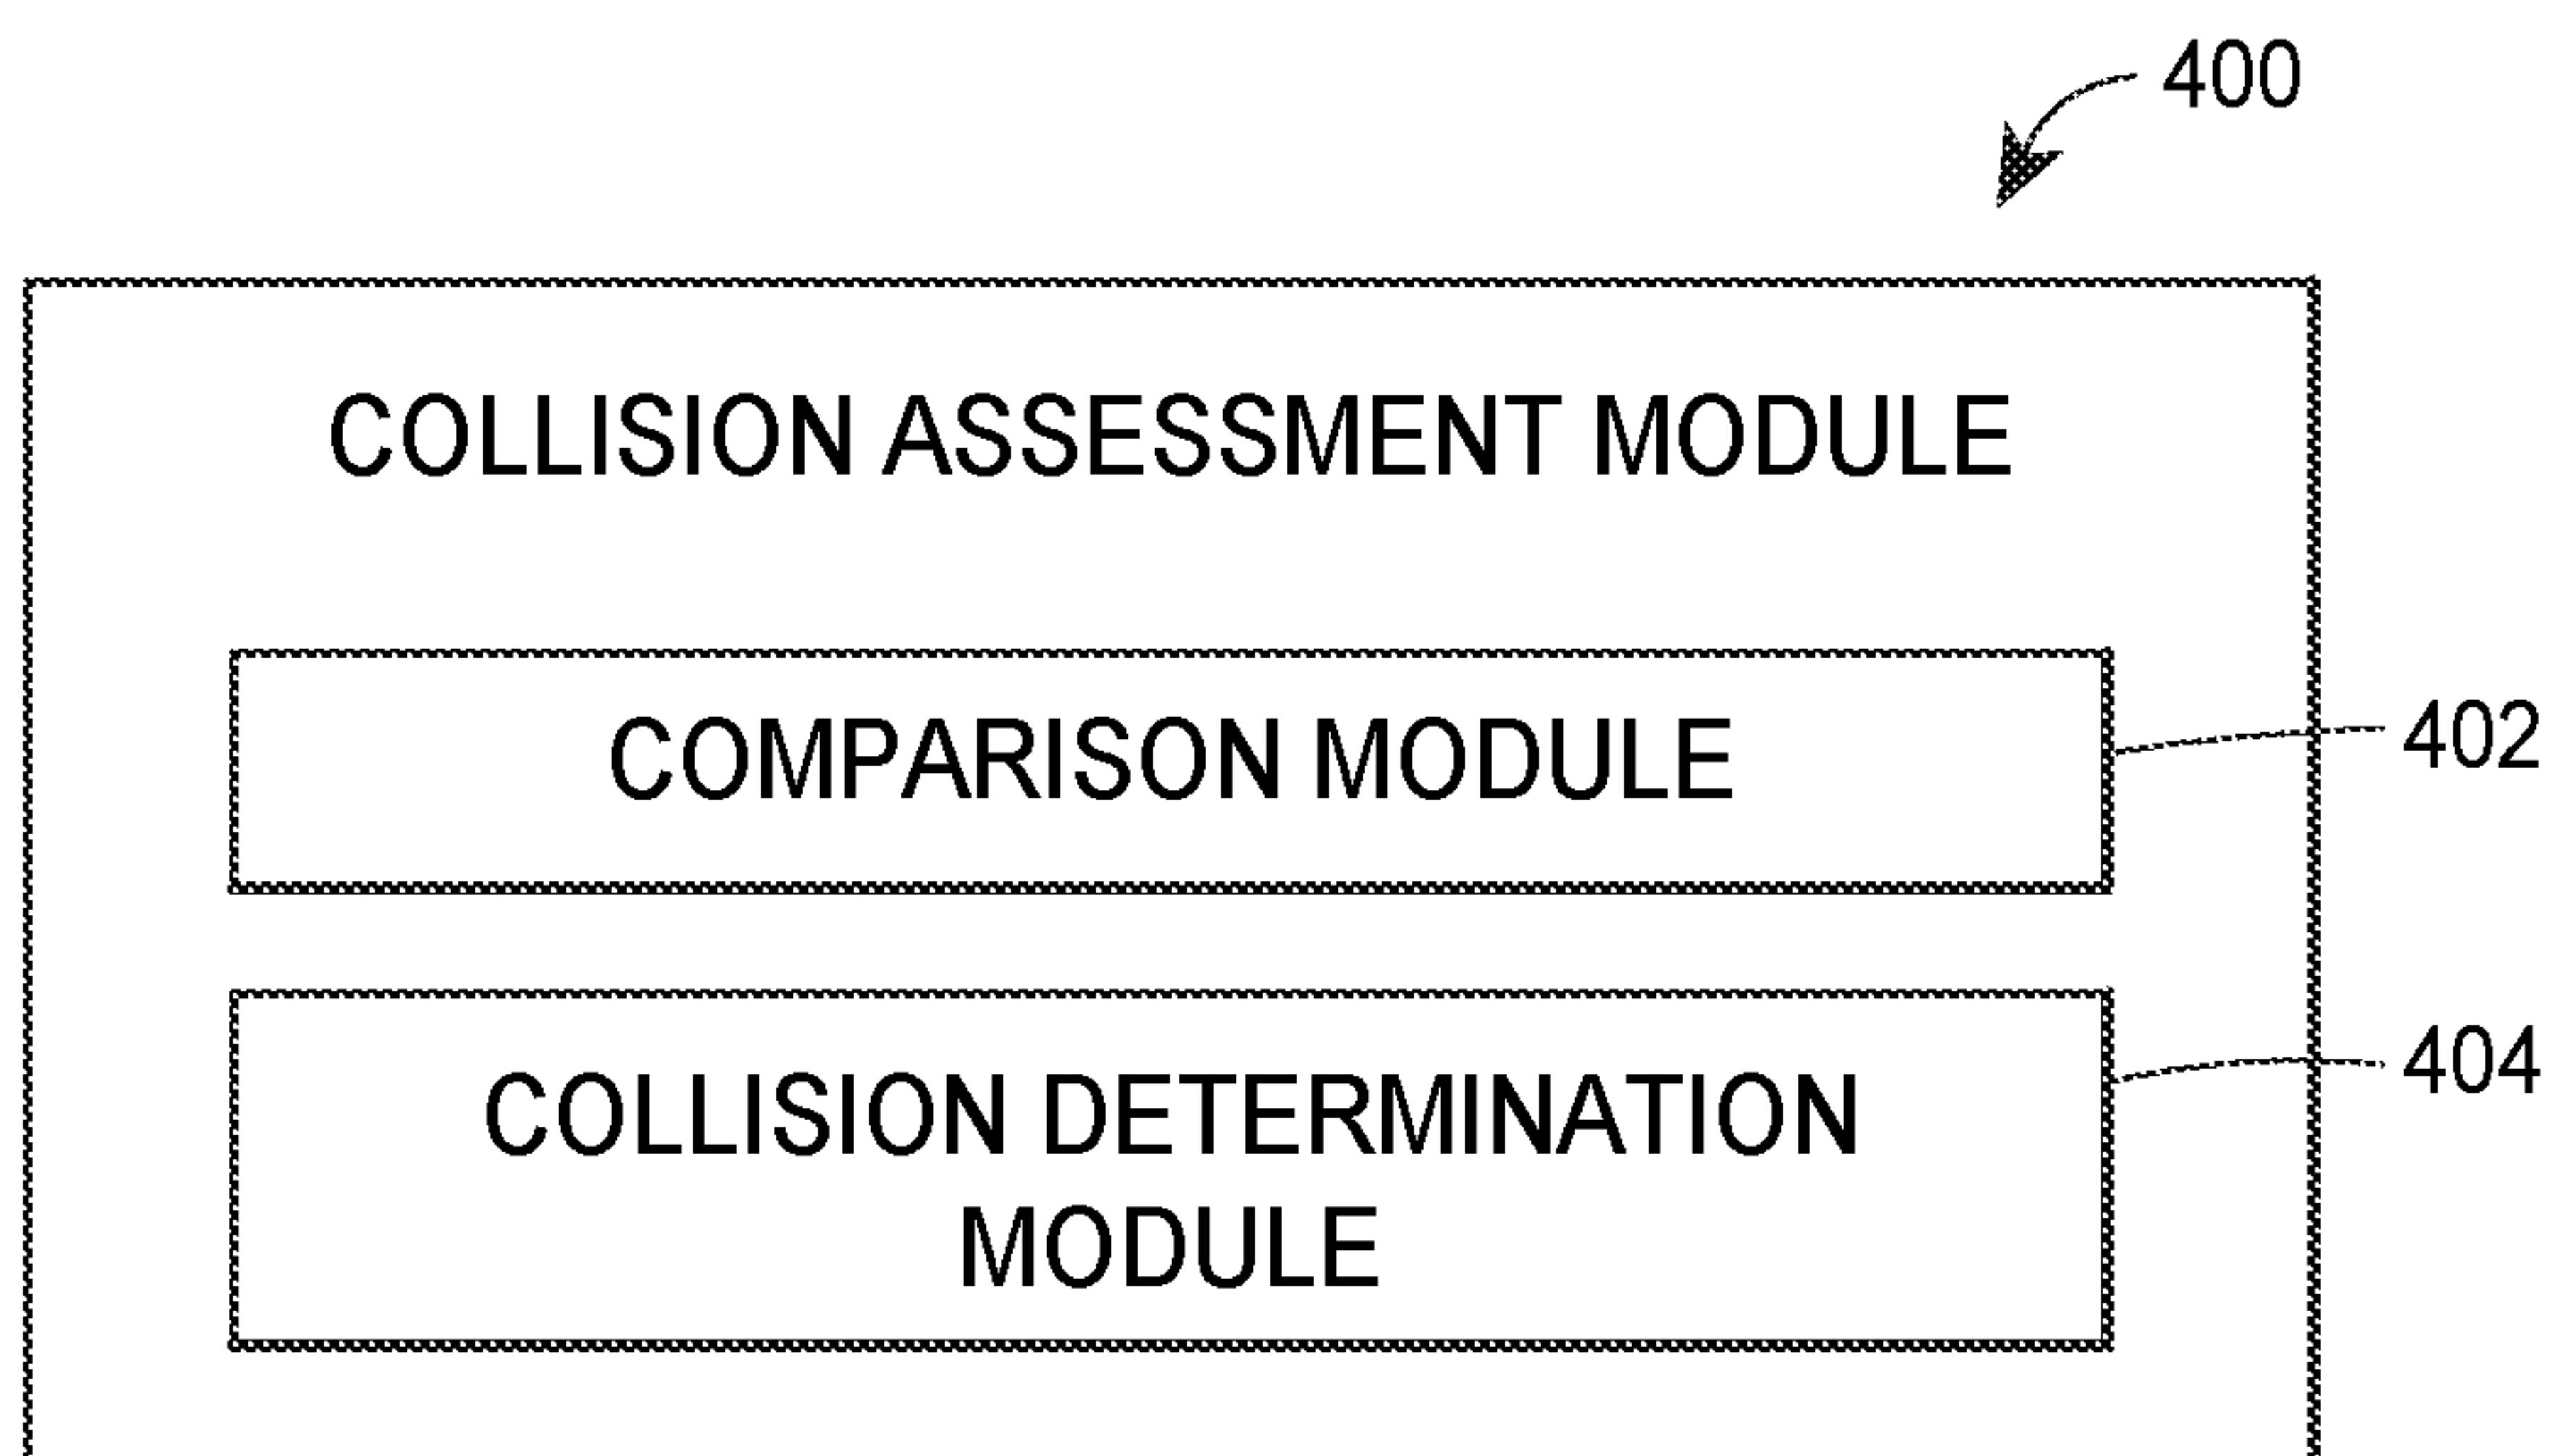 400
COLLISION ASSESSMENT MODULE
COMPARISON MODULE
402
COLLISION DETERMINATION
MODULE
404